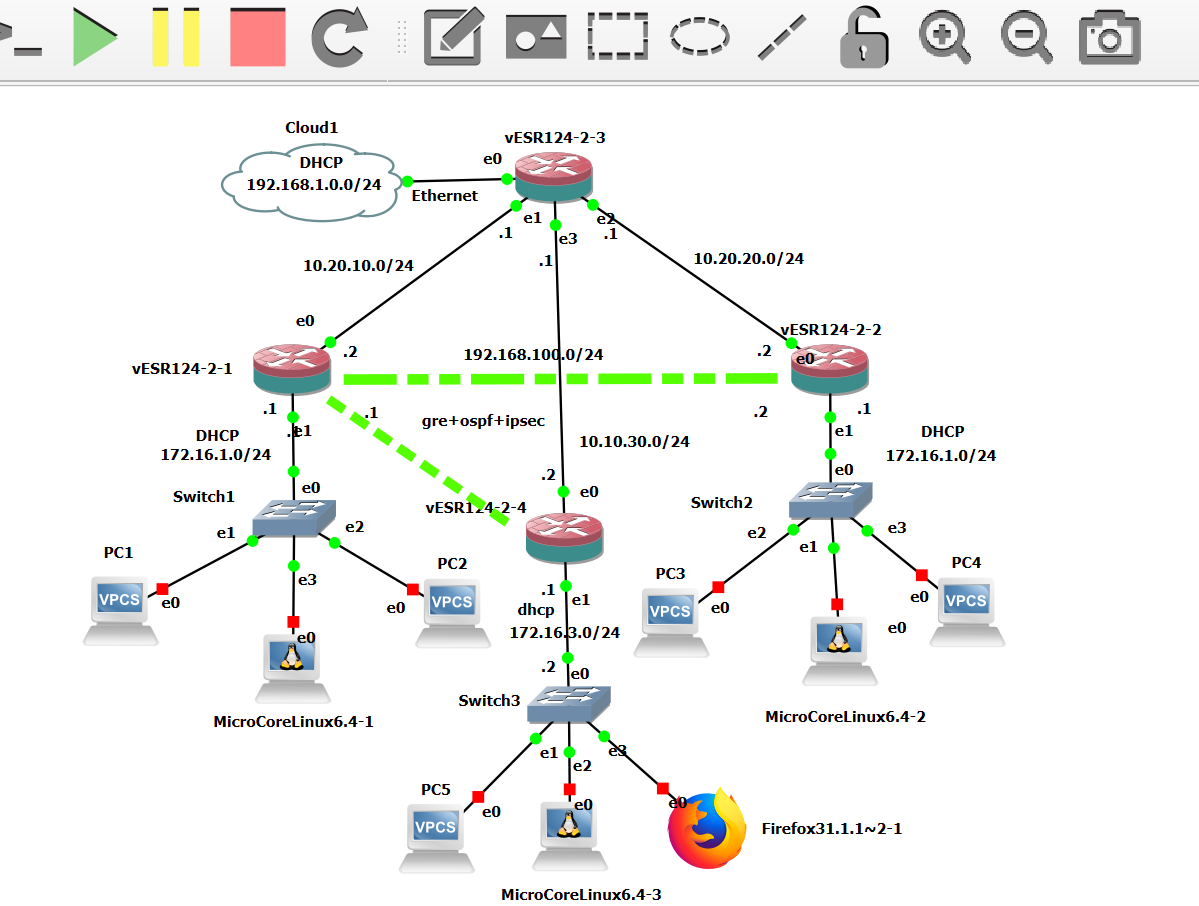 Cloud1
vESR124-2-3
DHCP
192.168.1.0.0/24
e0
Ethernet
e1
e2
.1
e3
.1
.1
10.20.10.0/24
10.20.20.0/24
e0
.2
vESR124-2-1
192.168.100.0/24
vESR124-2-2
.2
e0
.1
.1
gre+ospf+ipsec
.2
.1
.1
e1
e1
DHCP
172.16.1.0/24
10.10.30.0/24
DHCP
172.16.1.0/24
e0
.2
e0
e0
Switch1
vESR124-2-4
Switch2
e1
e2
e3
e2
e1
e3
PC1
PC2
PC3
PC4
VPCS
e0
e0
VPCS
.1
e1
dhcp
172.16.3.0/24
VPCS
e0
e0
VPCS
e0
e0
MicroCoreLinux6.4-1
.2
e0
Switch3
MicroCoreLinux6.4-2
e1
e2
e3
PC5
VPCS
e0
e0
e0
Firefox31.1.1~2-1
MicroCoreLinux6.4-3